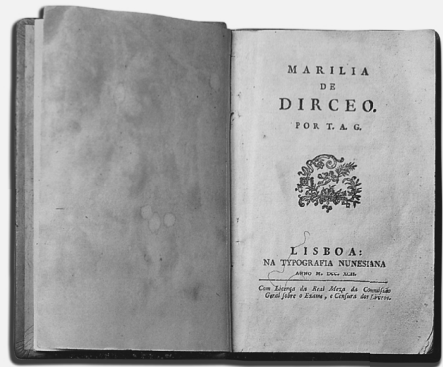 MARILIA
DE
DIRCEO.
POR T. A. G.
LISBOA:
NA TYPOGRAFIA NUNESIANA
ANNO M. DCC. XCII.
Com Licença da Real Meza da Commissão
Geral sobre o Exame, e Censura dos Livros.